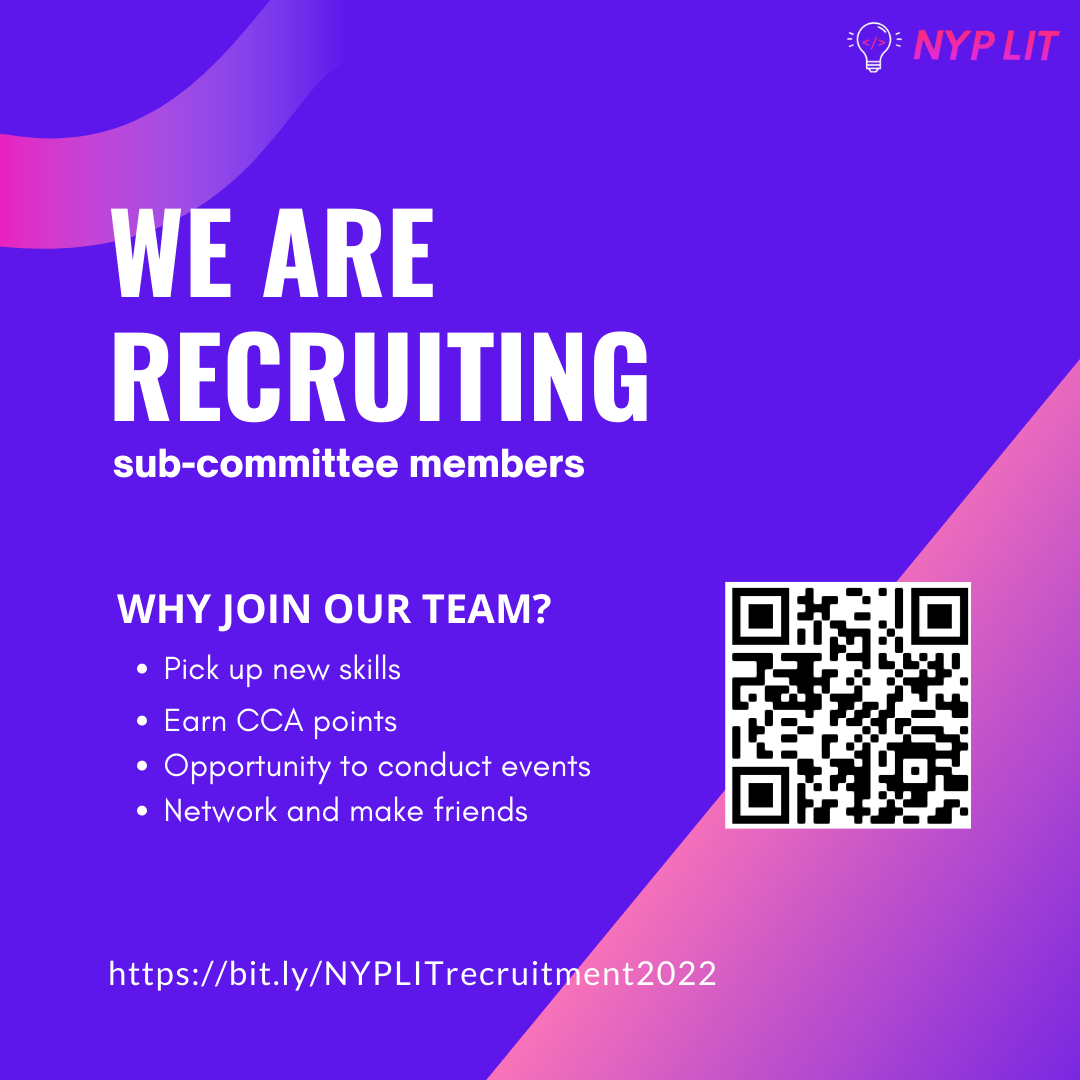 </> NYP LIT
WE ARE
RECRUITING
sub-committee members
WHY JOIN OUR TEAM?
• Pick up new skills
• Earn CCA points
• Opportunity to conduct events
• Network and make friends
https://bit.ly/NYPLITrecruitment2022